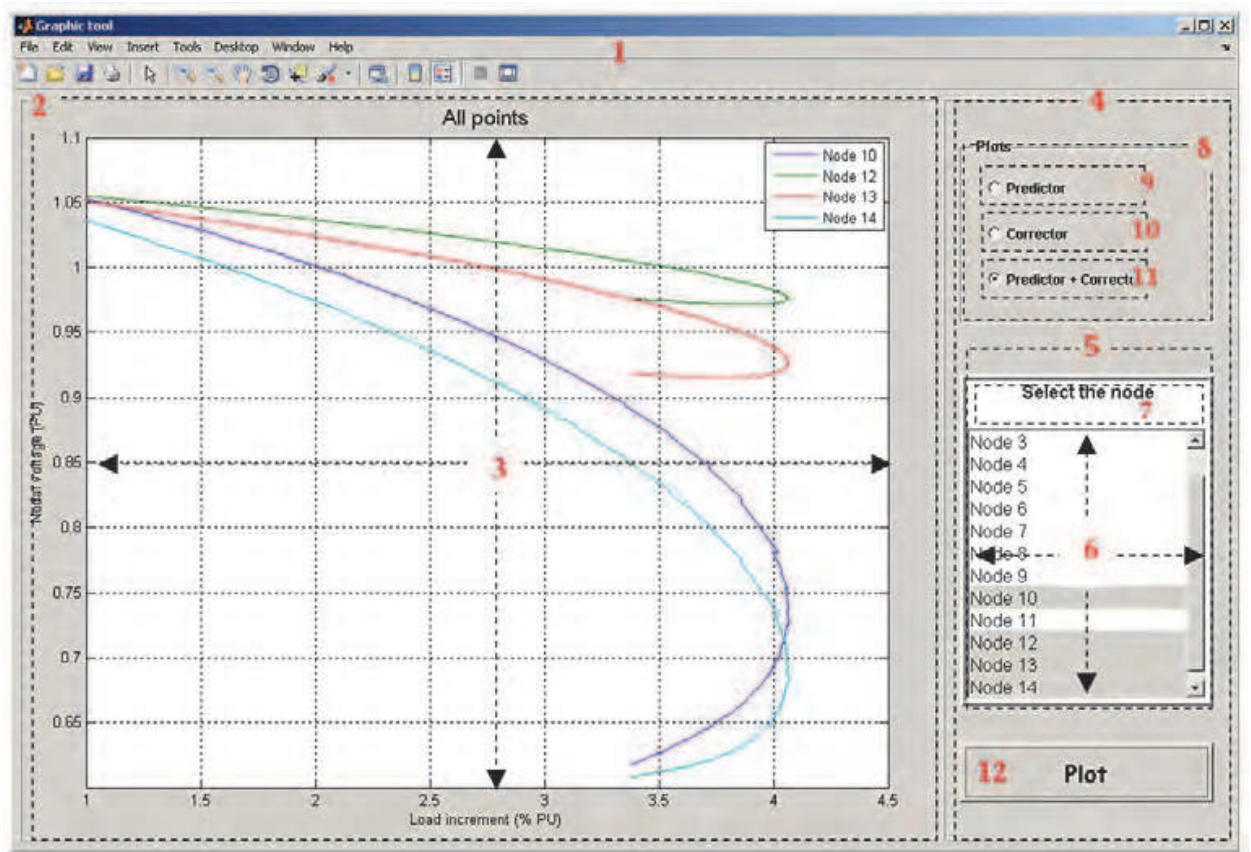 Graphic tool
File Edit View Insert Tools Desktop Window Help
1
2
All points
1.1
1.05
1
0.95
0.9
0.85
0.8
0.75
0.7
0.65
Nodal voltage (PU)
1 1.5 2 2.5 3 3.5 4 4.5
Load increment (% PU)
Node 10
Node 12
Node 13
Node 14
3
4
Plots
8
Predictor
9
Corrector
10
Predictor + Correcto
11
5
Select the node
7
Node 3
Node 4
Node 5
Node 6
Node 7
Node 8
6
Node 9
Node 10
Node 11
Node 12
Node 13
Node 14
12
Plot